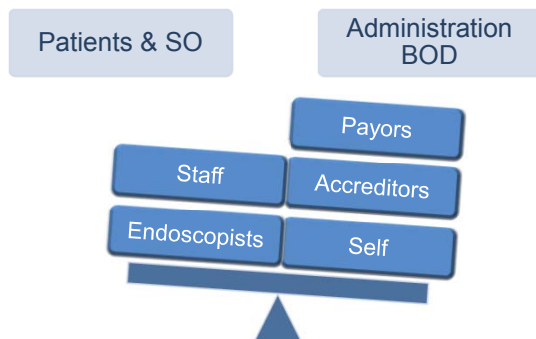 Patients & SO
Administration
BOD
Payors
Staff
Accreditors
Endoscopists
Self